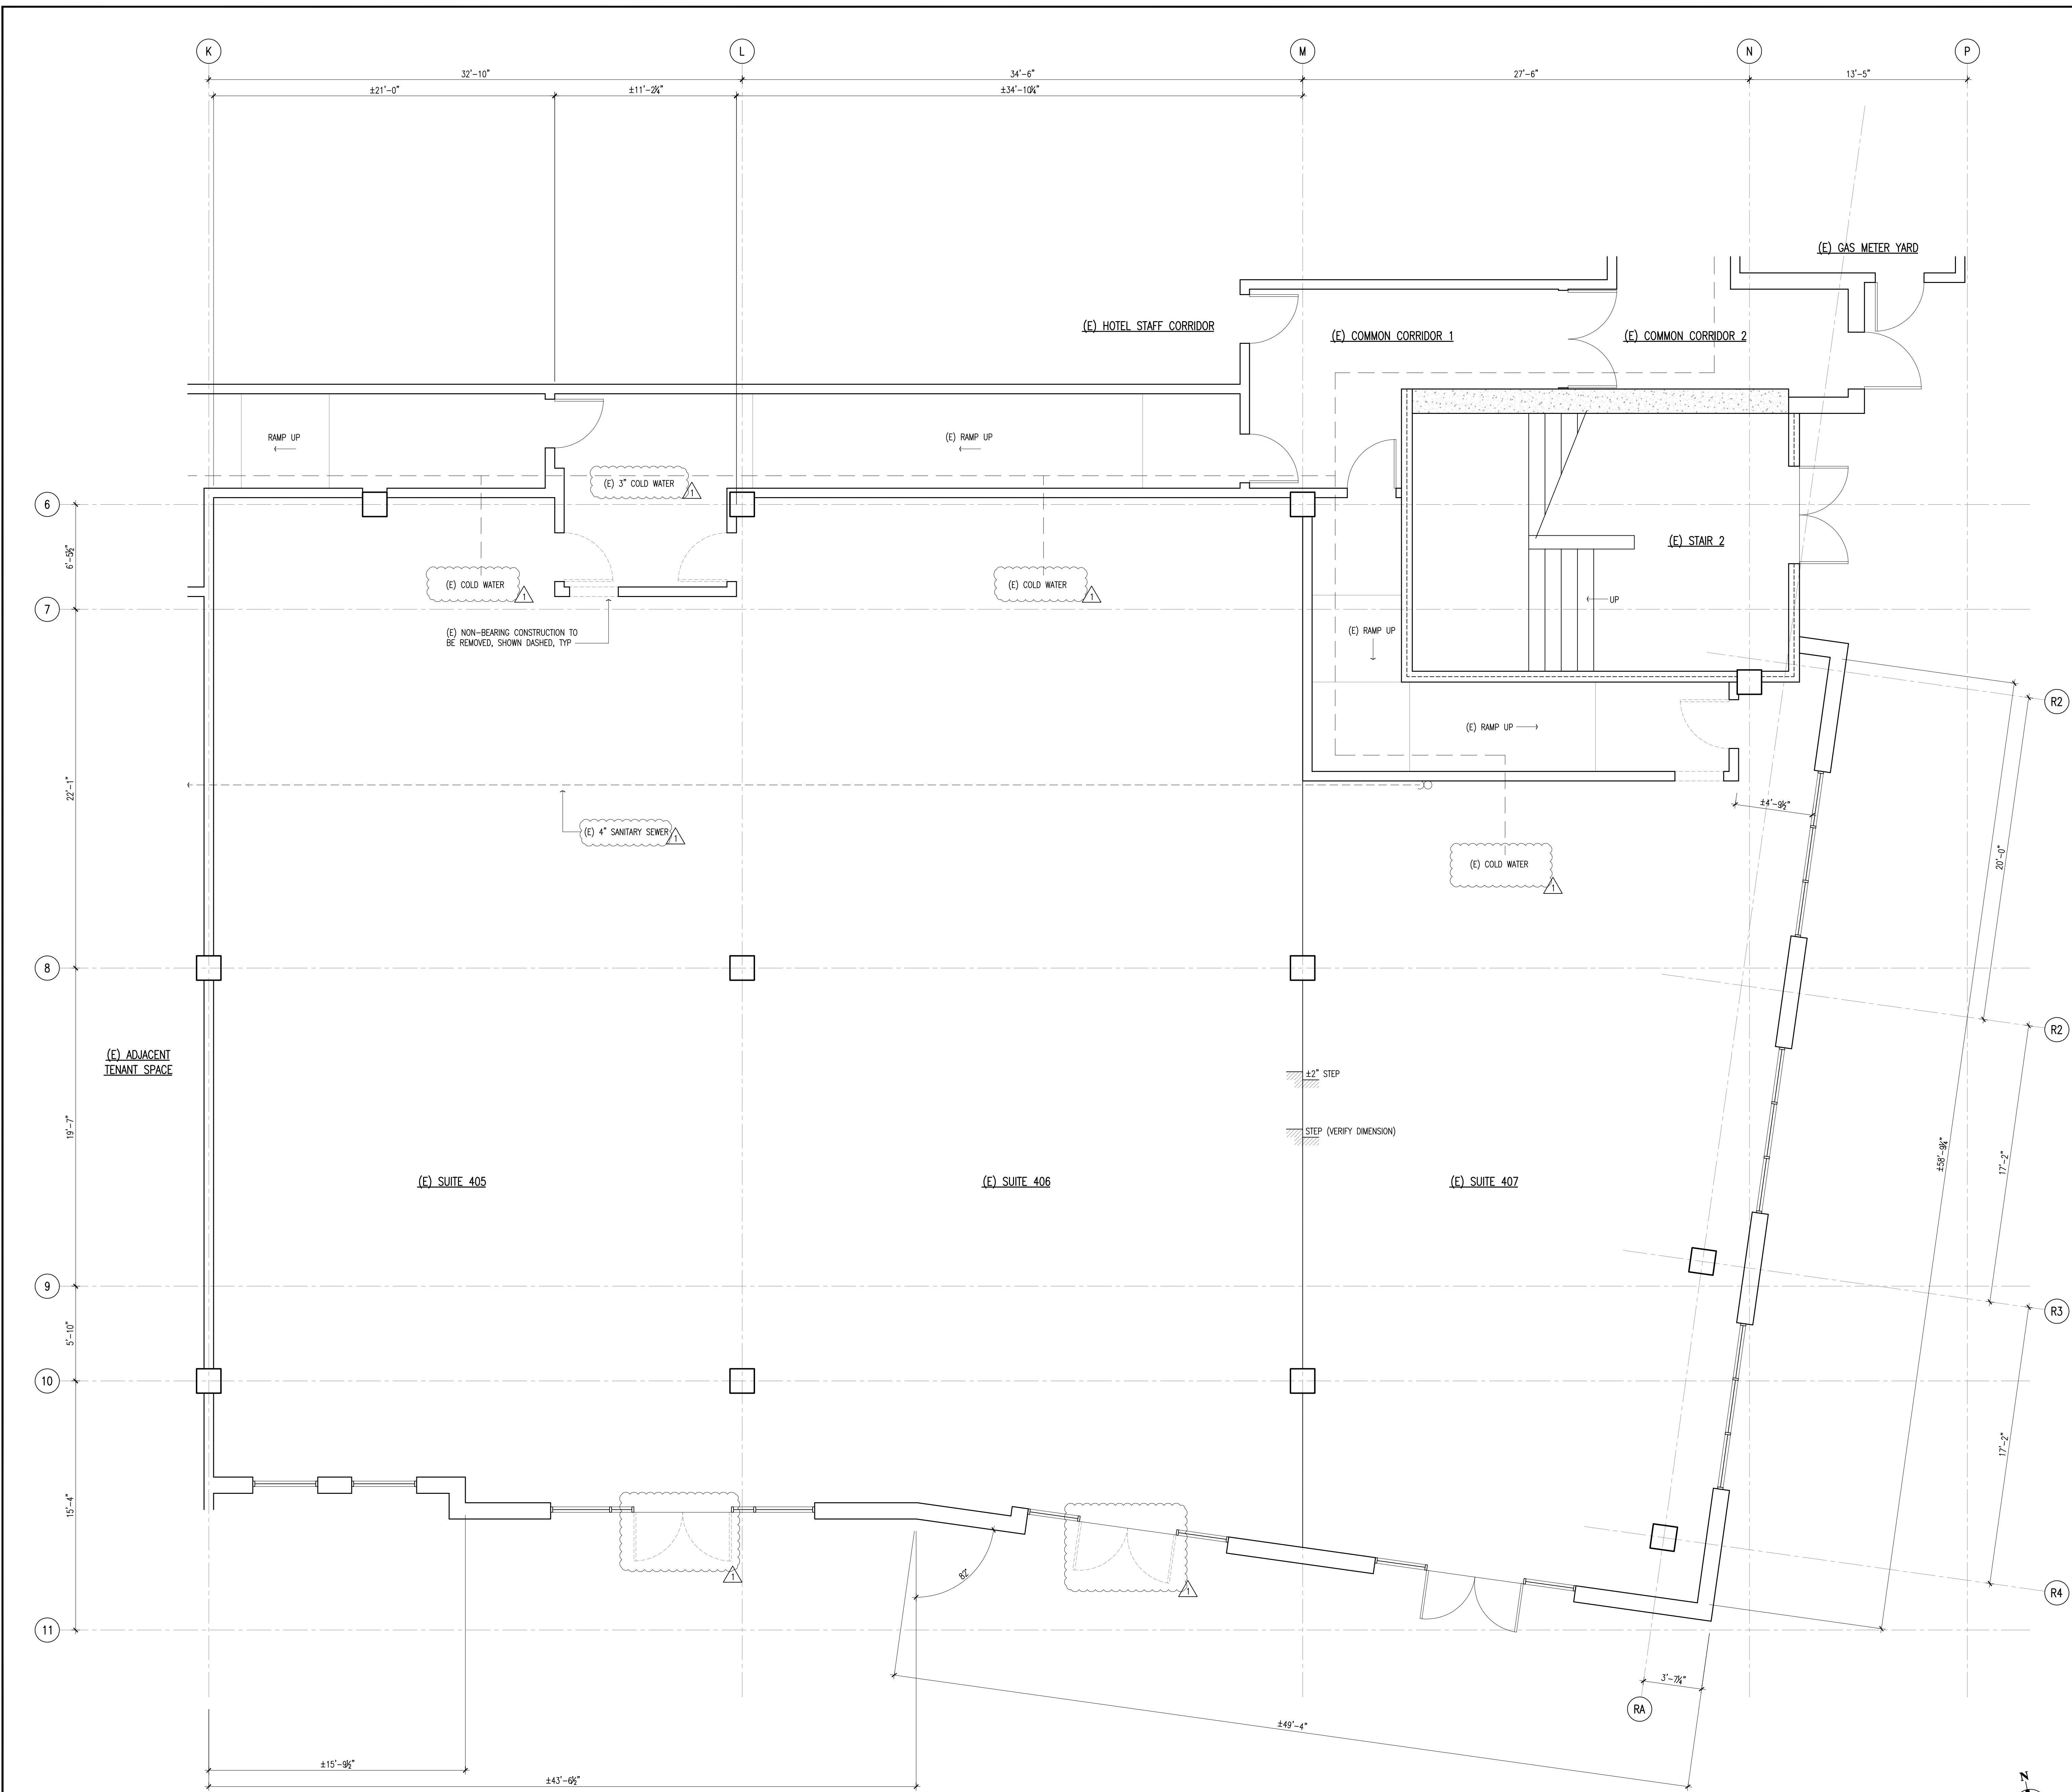 K
L
M
N
P
32'-10"
34'-6"
27'-6"
13'-5"
±21'-0"
±11'-2¼"
±34'-10¼"
(E) GAS METER YARD
(E) HOTEL STAFF CORRIDOR
(E) COMMON CORRIDOR 1
(E) COMMON CORRIDOR 2
RAMP UP
(E) RAMP UP
(E) 3" COLD WATER
1
6
6'-5½"
(E) STAIR 2
(E) COLD WATER
1
(E) COLD WATER
1
UP
7
(E) NON-BEARING CONSTRUCTION TO
BE REMOVED, SHOWN DASHED, TYP
(E) RAMP UP
R2
(E) RAMP UP
22'-1"
±4'-9½"
(E) 4" SANITARY SEWER
1
20'-0"
(E) COLD WATER
1
8
R2
(E) ADJACENT
TENANT SPACE
±2" STEP
19'-7"
STEP (VERIFY DIMENSION)
±58'-9¼"
17'-2"
(E) SUITE 405
(E) SUITE 406
(E) SUITE 407
9
R3
5'-10"
10
17'-2"
15'-4"
82°
1
1
R4
11
3'-7¼"
RA
±49'-4"
±15'-9½"
±43'-6½"
N